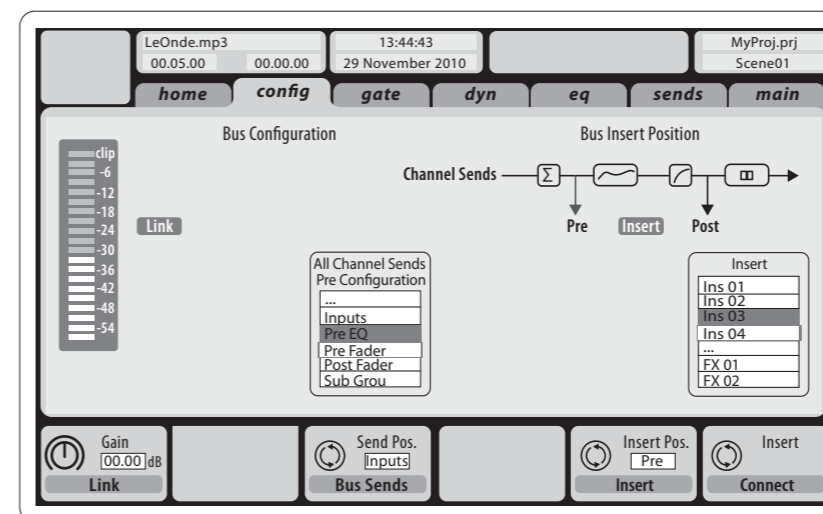 LeOnde.mp3
00.05.00 00.00.00
13:44:43
29 November 2010
MyProj.prj
Scene01
home config gate dyn eq sends main
Bus Configuration
Bus Insert Position
clip
-6
-12
-18
-24
-30
-36
-42
-48
-54
Link
Channel Sends
Σ
Pre Insert Post
All Channel Sends
Pre Configuration
...
Inputs
Pre EQ
Pre Fader
Post Fader
Sub Grou
Insert
Ins 01
Ins 02
Ins 03
Ins 04
...
FX 01
FX 02
Gain
00.00 dB
Link
Send Pos.
Inputs
Bus Sends
Insert Pos.
Pre
Insert
Insert
Connect